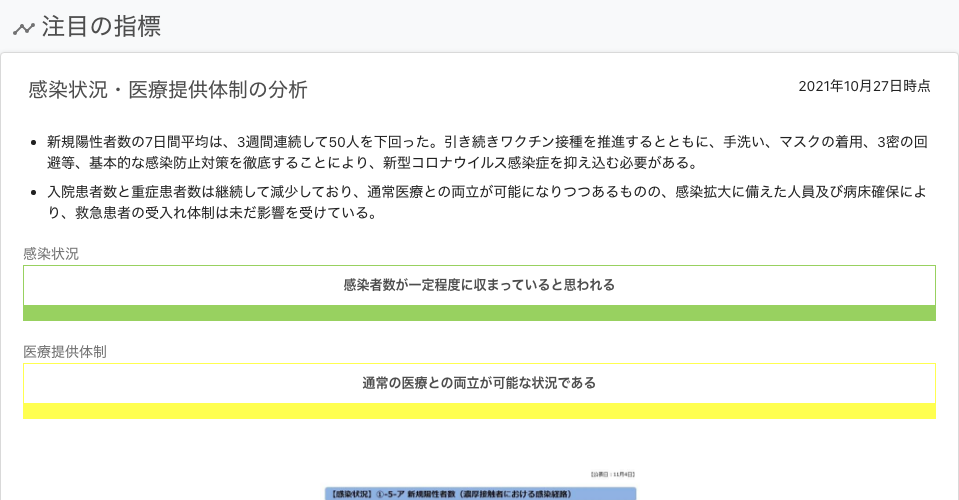 注目の指標
感染状況・医療提供体制の分析
2021年10月27日時点
新規陽性者数の7日間平均は、3週間連続して50人を下回った。引き続きワクチン接種を推進するとともに、手洗い、マスクの着用、3密の回
避等、基本的な感染防止対策を徹底することにより、新型コロナウイルス感染症を抑え込む必要がある。
入院患者数と重症患者数は継続して減少しており、通常医療との両立が可能になりつつあるものの、感染拡大に備えた人員及び病床確保によ
り、救急患者の受入れ体制は未だ影響を受けている。
感染状況
感染者数が一定程度に収まっていると思われる
医療提供体制
通常の医療との両立が可能な状況である
【公表日:11月4日】
【感染状況】①-5-ア 新規陽性者数(濃厚接触者における感染経路)